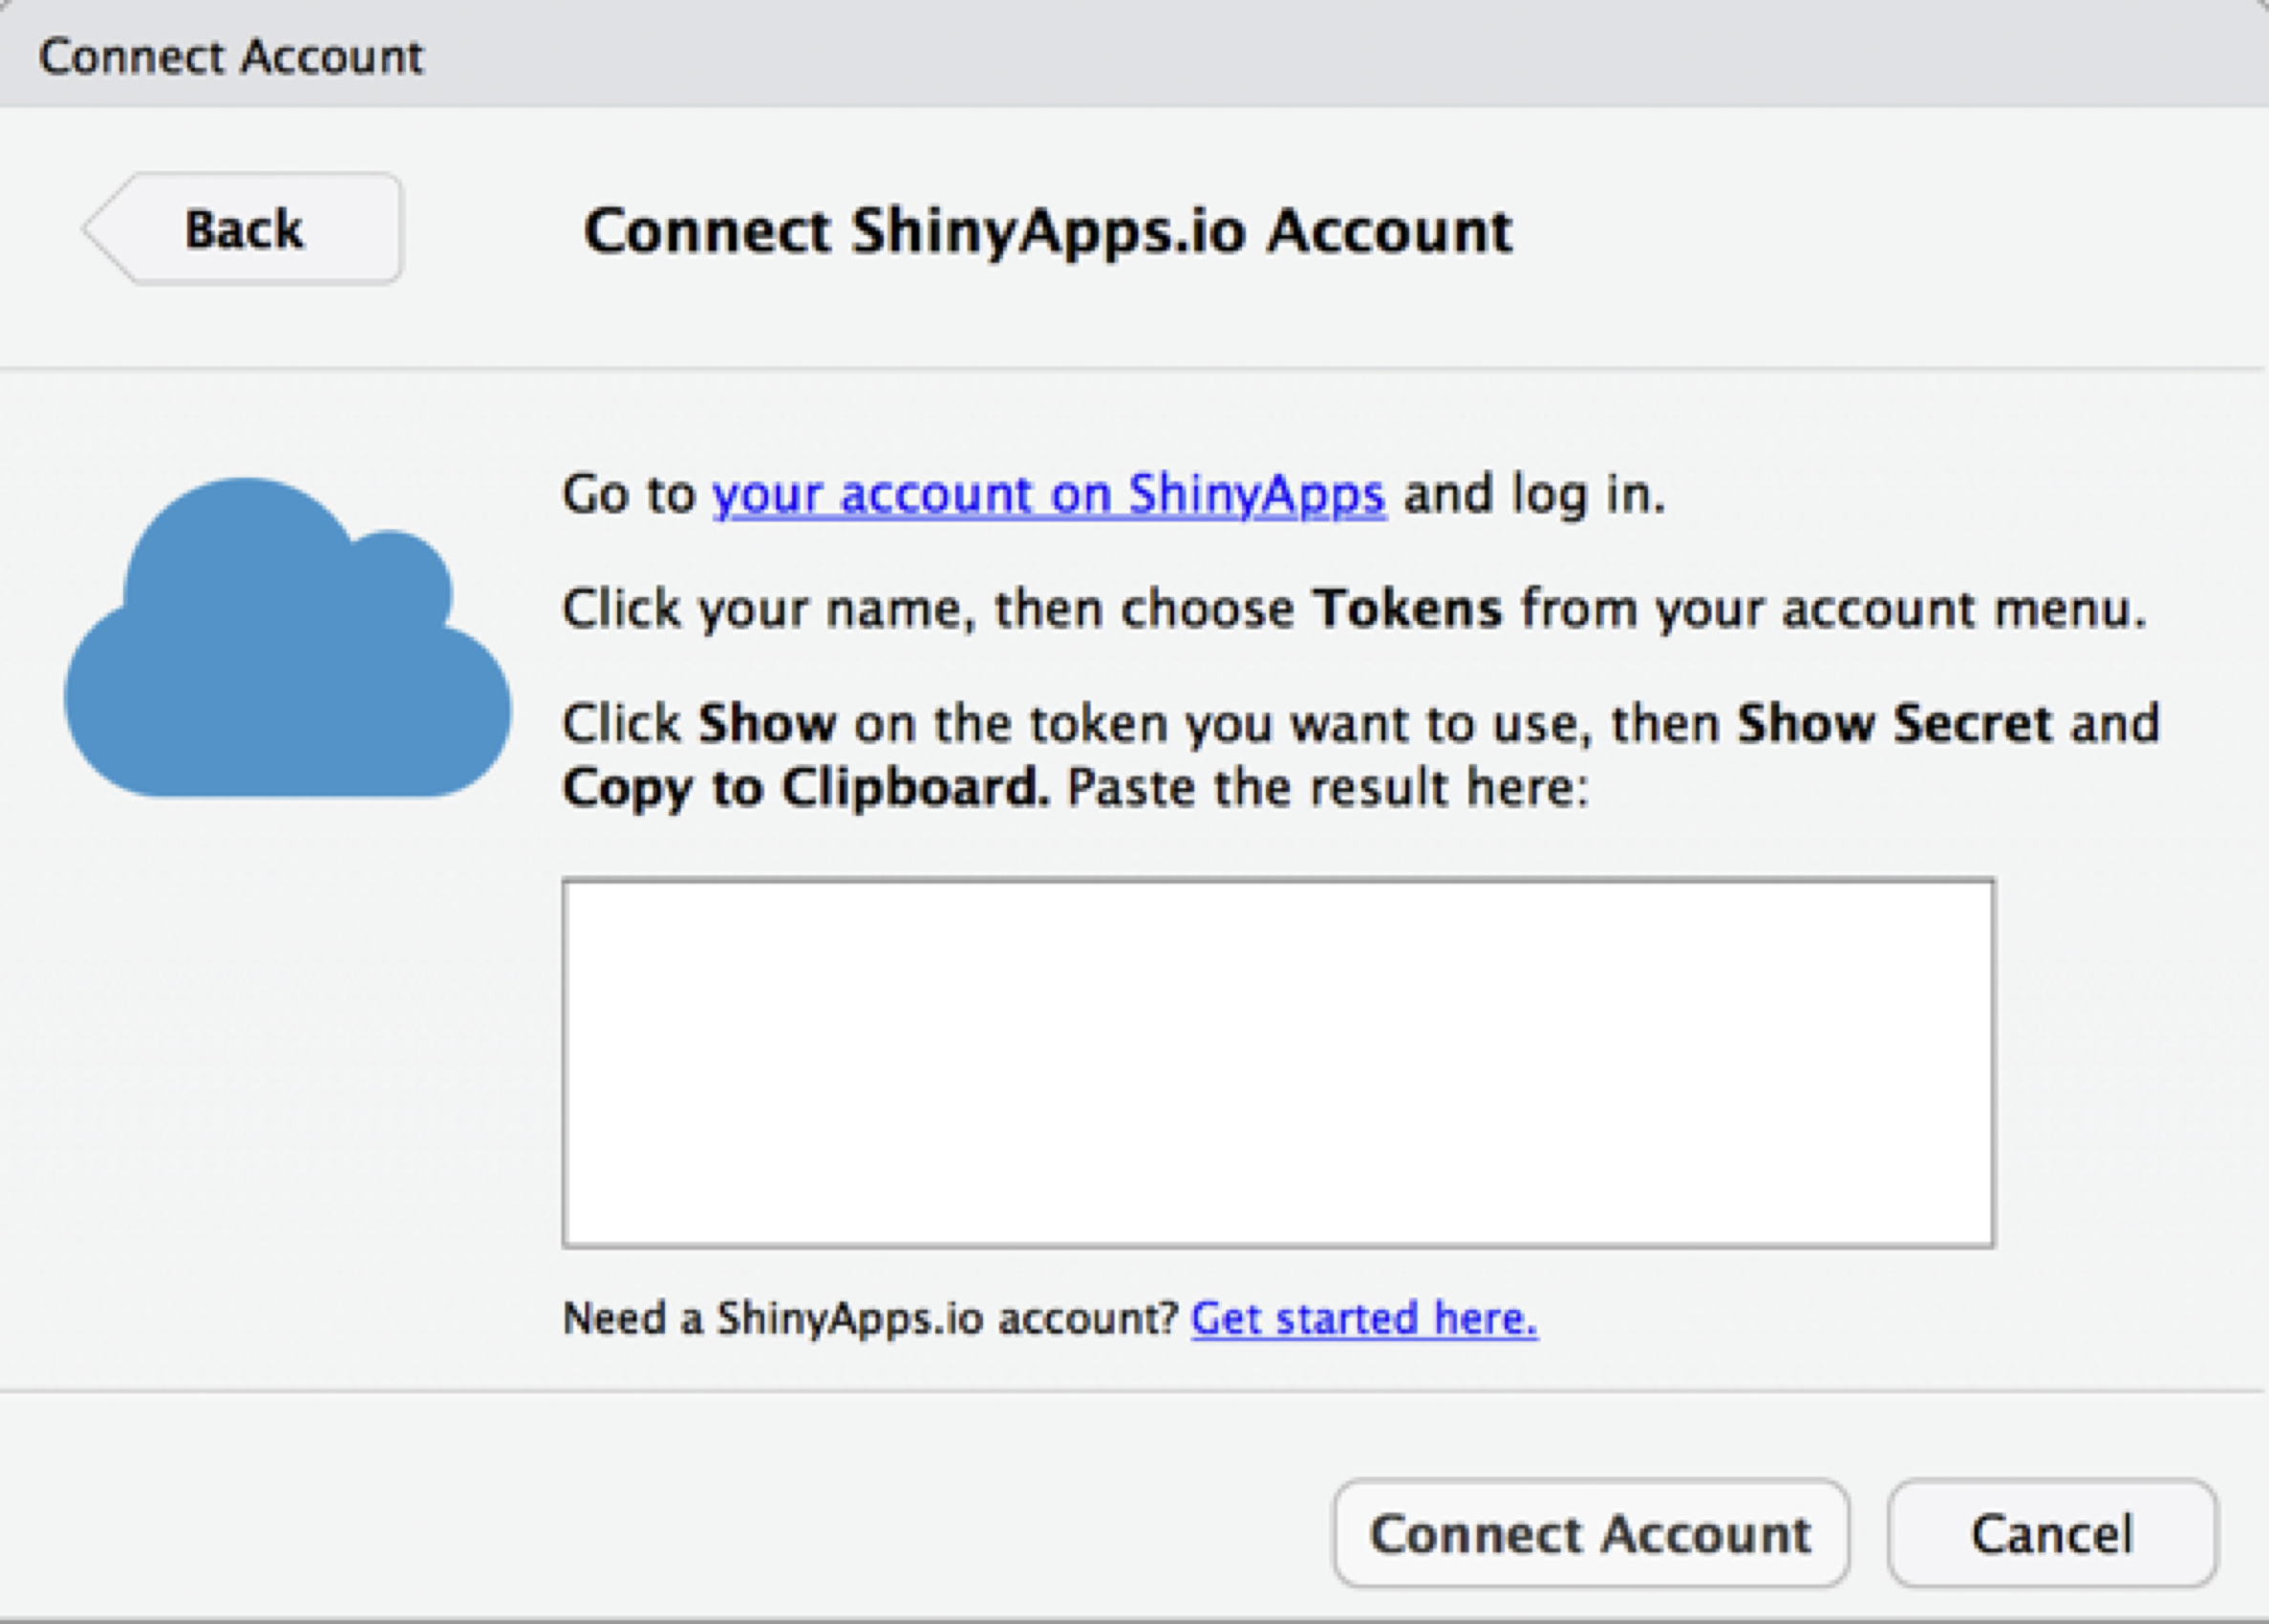 Connect Account
Back
Connect ShinyApps.io Account
Go to your account on ShinyApps and log in.
Click your name, then choose Tokens from your account menu.
Click Show on the token you want to use, then Show Secret and
Copy to Clipboard. Paste the result here:
Need a ShinyApps.io account? Get started here.
Connect Account
Cancel